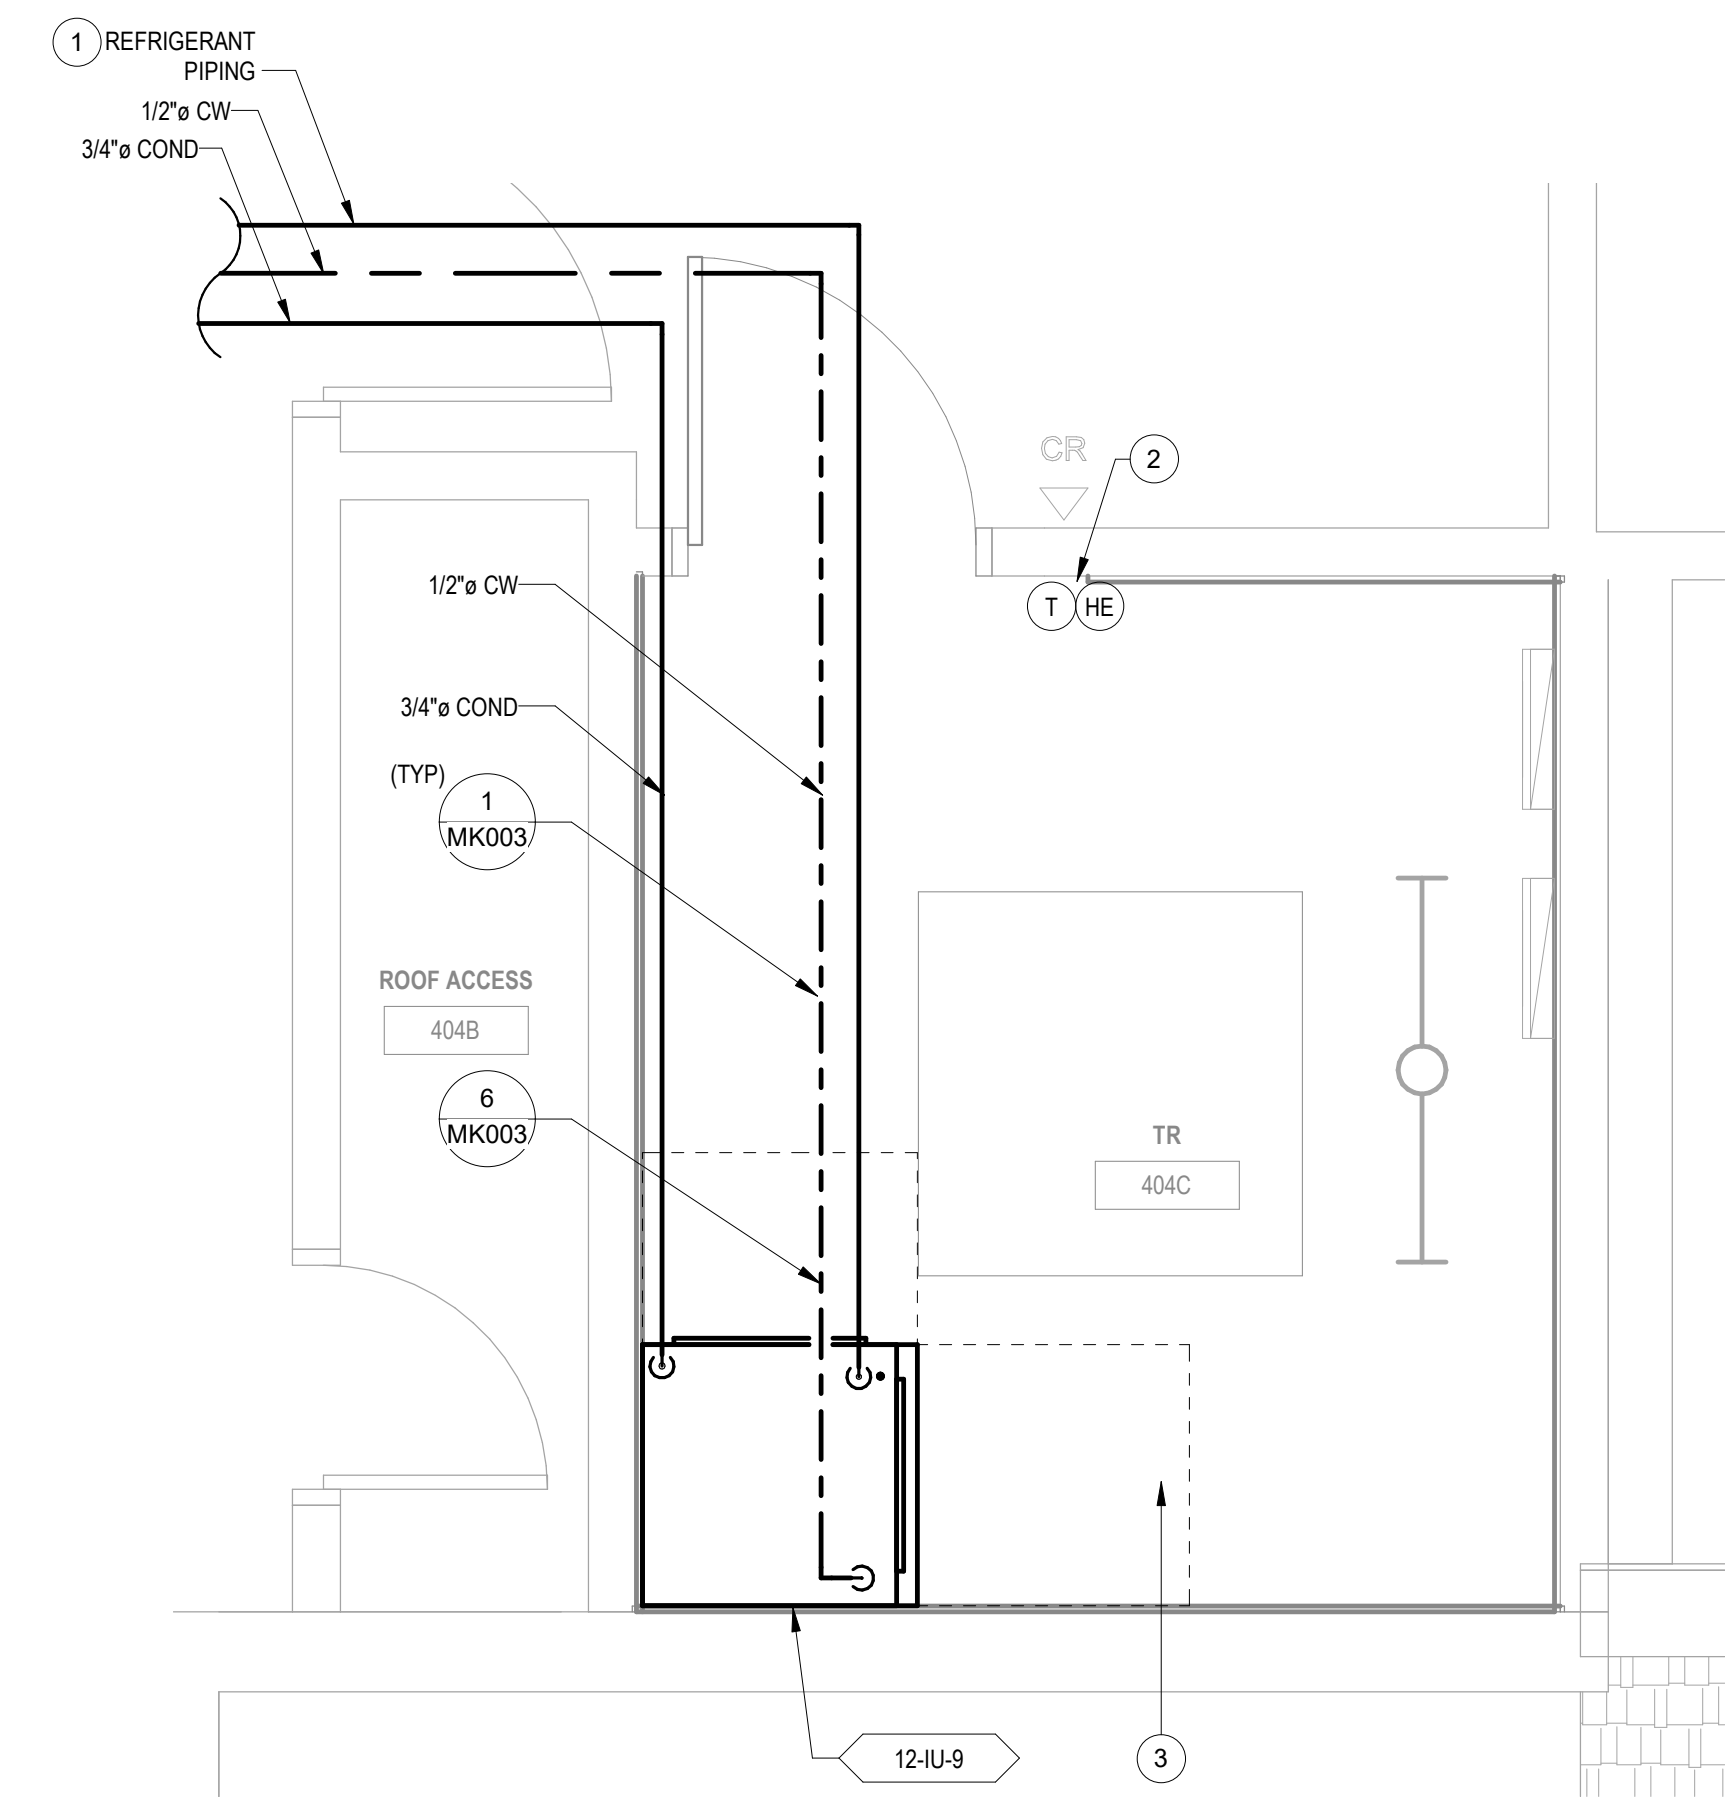 1 REFRIGERANT
PIPING
1/2"ø CW
3/4"ø COND
CR
2
T HE
1/2"ø CW
3/4"ø COND
(TYP)
1
MK003
ROOF ACCESS
404B
6
MK003
TR
404C
12-IU-9
3